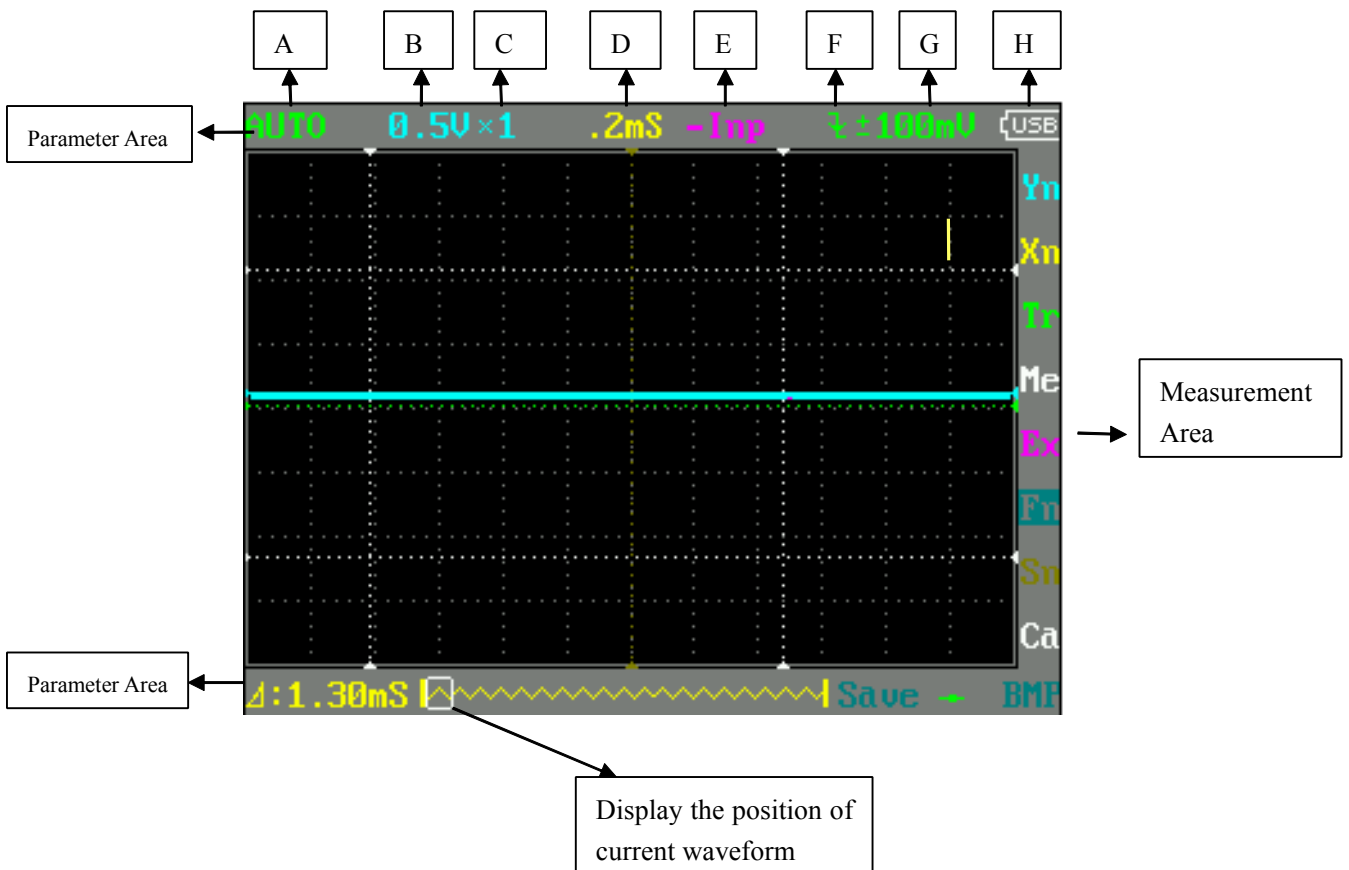 A B C D E F G H
Parameter Area
AUTO 0.5V×1 .2mS -Inp ±100mV USB
Yn
Xn
Tr
Me
Ex
Fn
Sn
Ca
Measurement
Area
Parameter Area
⊿:1.30mS Save BMP
Display the position of
current waveform